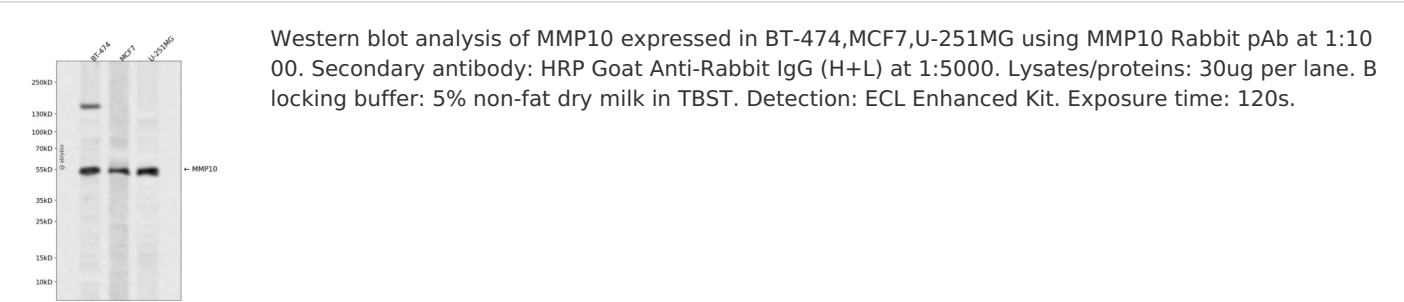 BT-474
MCF7
U-251MG
250kD
130kD
100kD
70kD
55kD
35kD
25kD
15kD
10kD
@ ablybio
← MMP10
Western blot analysis of MMP10 expressed in BT-474,MCF7,U-251MG using MMP10 Rabbit pAb at 1:10
00. Secondary antibody: HRP Goat Anti-Rabbit IgG (H+L) at 1:5000. Lysates/proteins: 30ug per lane. B
locking buffer: 5% non-fat dry milk in TBST. Detection: ECL Enhanced Kit. Exposure time: 120s.